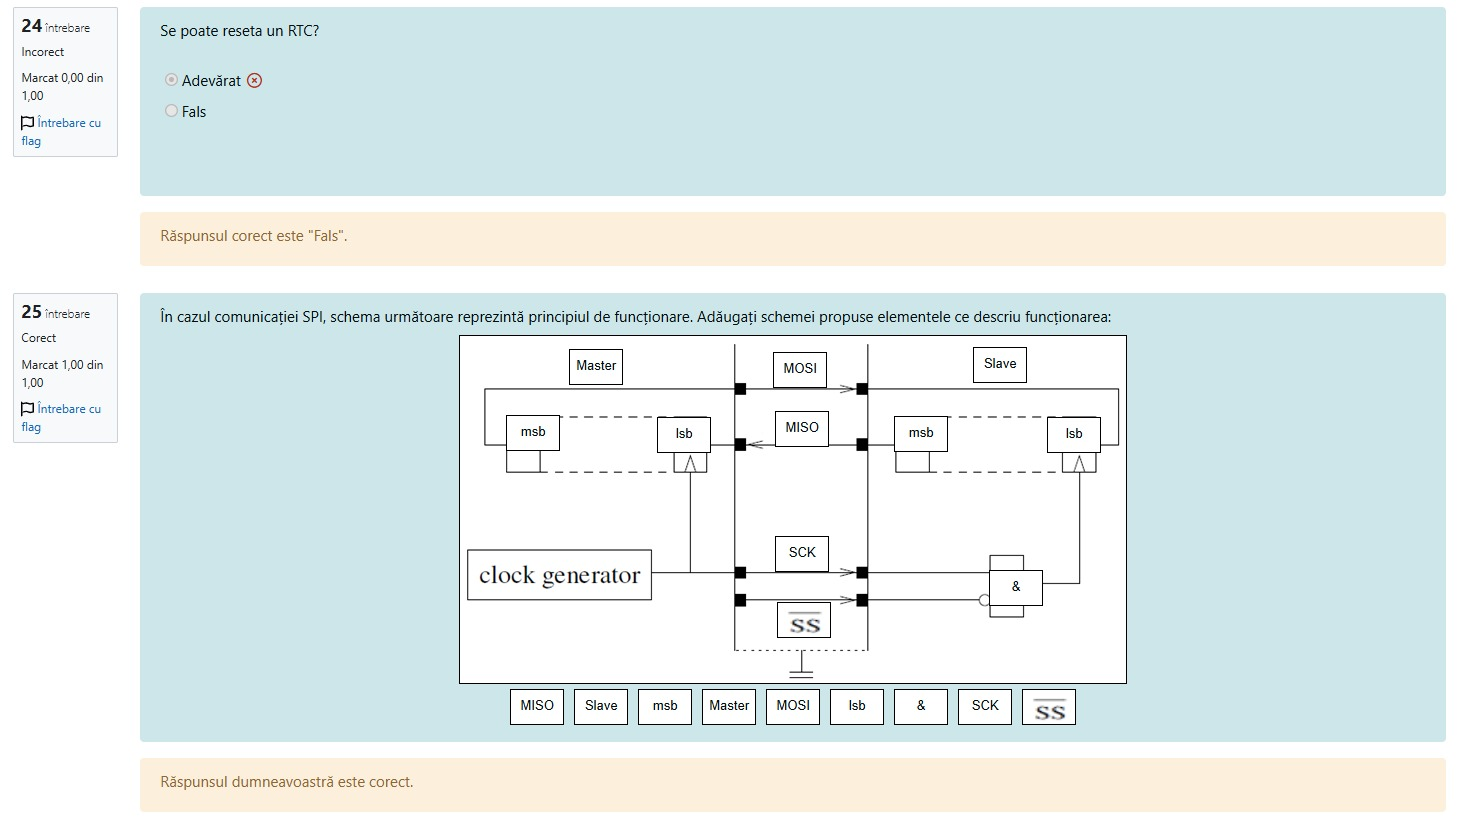 24 întrebare
Incorect
Marcat 0,00 din
1,00
Întrebare cu
flag
Se poate reseta un RTC?
Adevărat
Fals
Răspunsul corect este "Fals".
25 întrebare
Corect
Marcat 1,00 din
1,00
Întrebare cu
flag
În cazul comunicației SPI, schema următoare reprezintă principiul de funcționare. Adăugați schemei propuse elementele ce descriu funcționarea:
Master
MOSI
Slave
msb
lsb
MISO
msb
lsb
SCK
clock generator
&
SS
MISO
Slave
msb
Master
MOSI
lsb
&
SCK
SS
Răspunsul dumneavoastră este corect.